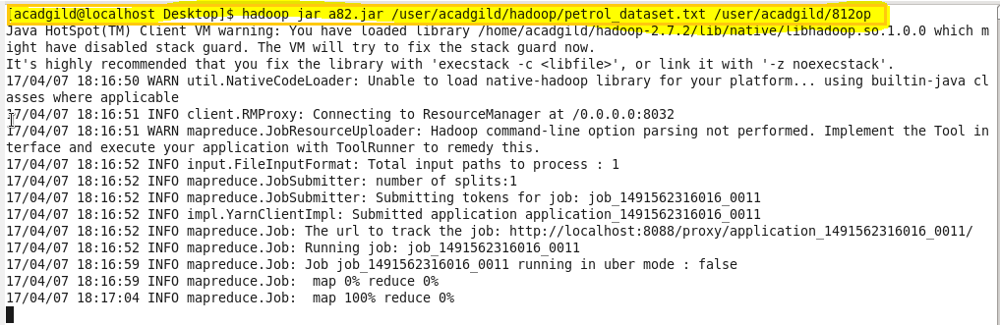 [acadgild@localhost Desktop]$ hadoop jar a82.jar /user/acadgild/hadoop/petrol_dataset.txt /user/acadgild/812op
Java HotSpot(TM) Client VM warning: You have loaded library /home/acadgild/hadoop-2.7.2/lib/native/libhadoop.so.1.0.0 which m
ight have disabled stack guard. The VM will try to fix the stack guard now.
It's highly recommended that you fix the library with 'execstack -c <libfile>', or link it with '-z noexecstack'.
17/04/07 18:16:50 WARN util.NativeCodeLoader: Unable to load native-hadoop library for your platform... using builtin-java cl
asses where applicable
17/04/07 18:16:51 INFO client.RMProxy: Connecting to ResourceManager at /0.0.0.0:8032
17/04/07 18:16:51 WARN mapreduce.JobResourceUploader: Hadoop command-line option parsing not performed. Implement the Tool in
terface and execute your application with ToolRunner to remedy this.
17/04/07 18:16:52 INFO input.FileInputFormat: Total input paths to process : 1
17/04/07 18:16:52 INFO mapreduce.JobSubmitter: number of splits:1
17/04/07 18:16:52 INFO mapreduce.JobSubmitter: Submitting tokens for job: job_1491562316016_0011
17/04/07 18:16:52 INFO impl.YarnClientImpl: Submitted application application_1491562316016_0011
17/04/07 18:16:52 INFO mapreduce.Job: The url to track the job: http://localhost:8088/proxy/application_1491562316016_0011/
17/04/07 18:16:52 INFO mapreduce.Job: Running job: job_1491562316016_0011
17/04/07 18:16:59 INFO mapreduce.Job: Job job_1491562316016_0011 running in uber mode : false
17/04/07 18:16:59 INFO mapreduce.Job:  map 0% reduce 0%
17/04/07 18:17:04 INFO mapreduce.Job:  map 100% reduce 0%